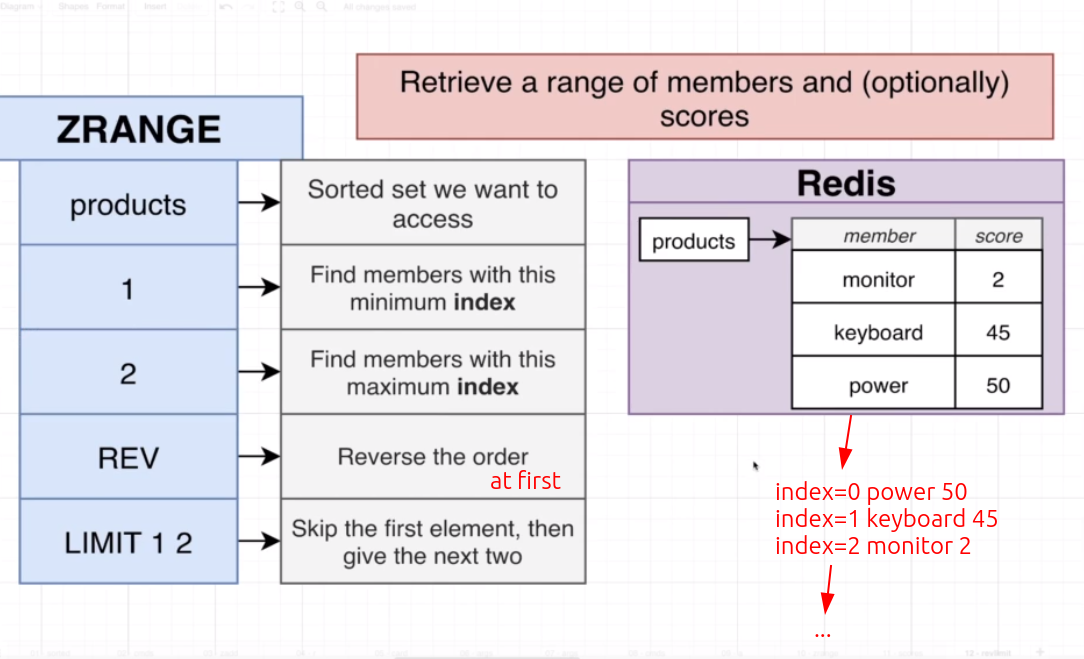 Diagram
Shapes Format
Insert
All changes saved
Retrieve a range of members and (optionally)
scores
ZRANGE
products
Sorted set we want to
access
1
Find members with this
minimum index
2
Find members with this
maximum index
REV
Reverse the order
at first
LIMIT 1 2
Skip the first element, then
give the next two
Redis
products
member score
monitor 2
keyboard 45
power 50
index=0 power 50
index=1 keyboard 45
index=2 monitor 2
...